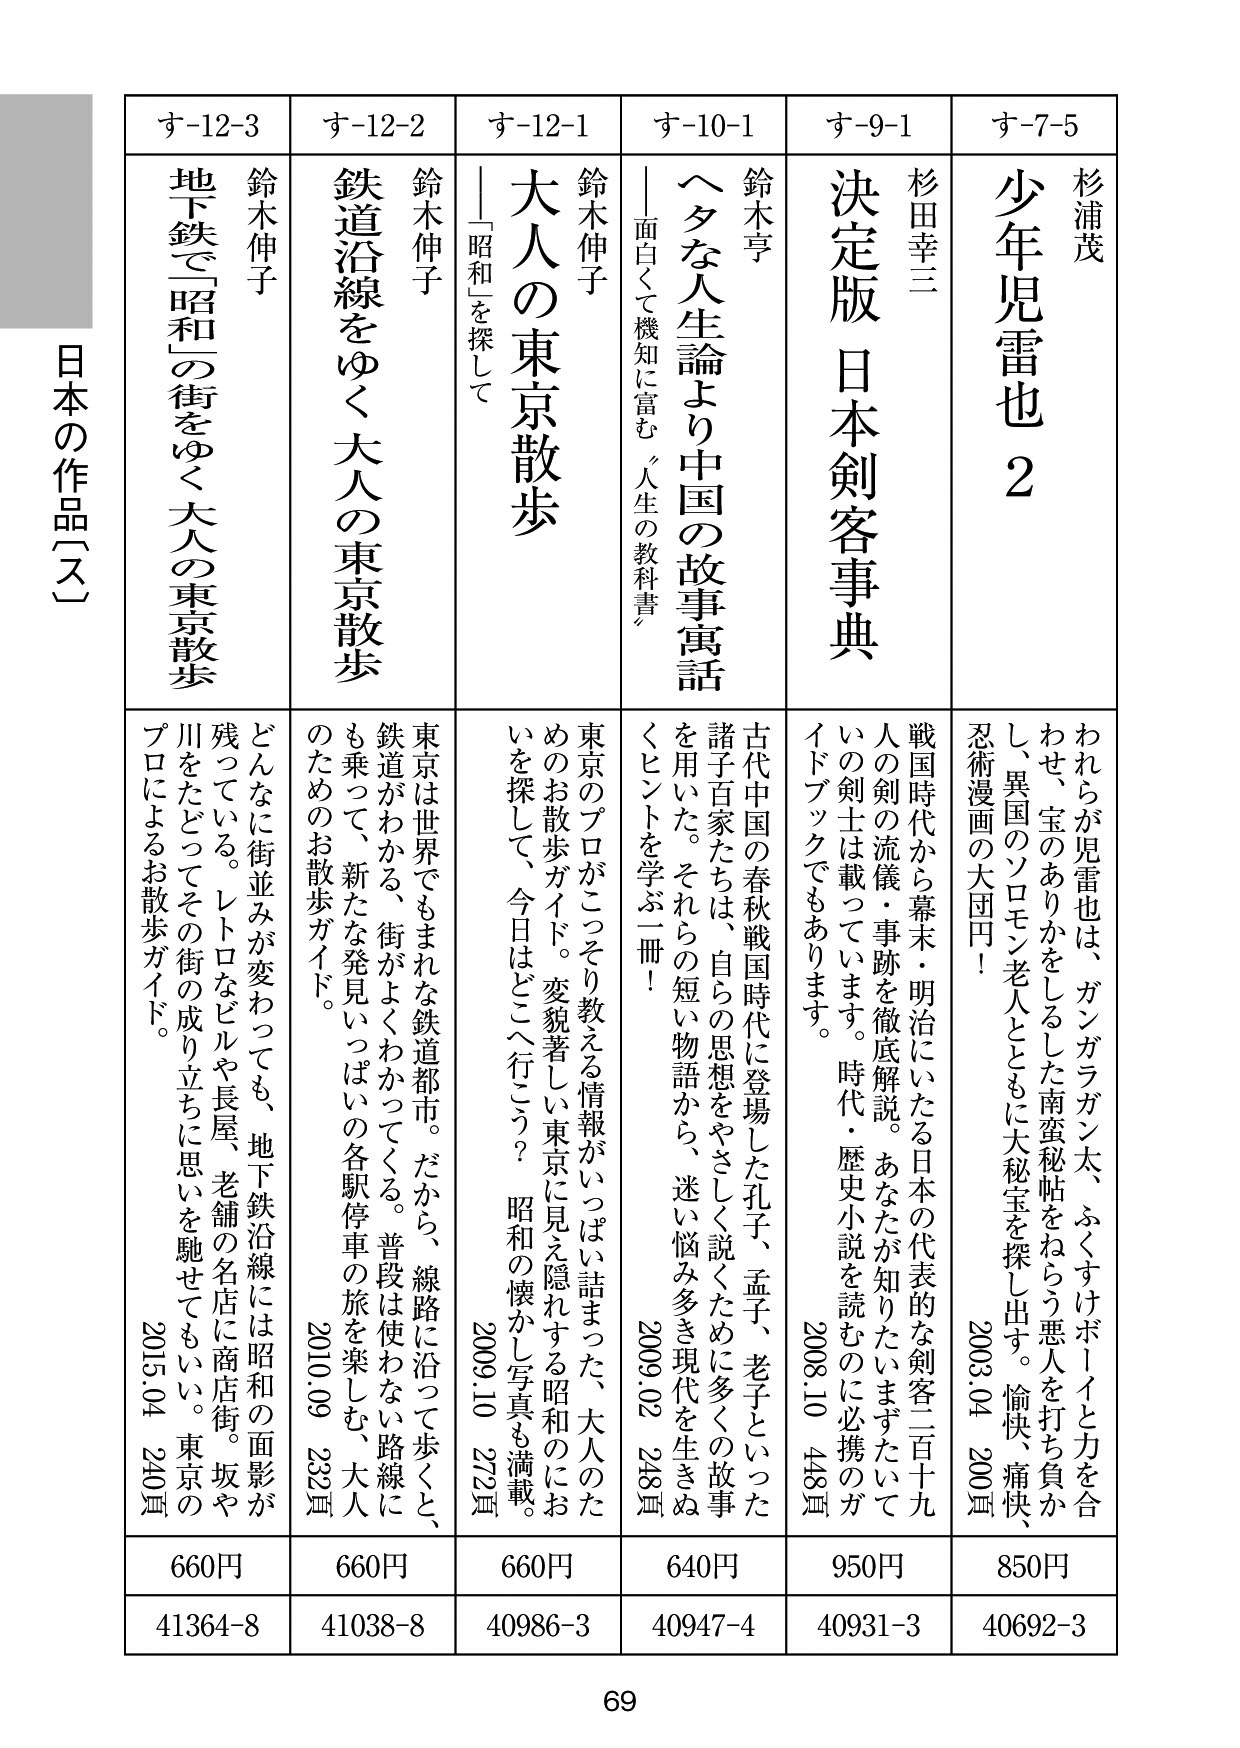 す-7-5
杉浦茂
少年児雷也 2
われらが児雷也は、ガンガラガン太、ふくすけボーイと力を合
わせ、宝のありかをしるした南蛮秘帖をねらう悪人を打ち負か
し、異国のソロモン老人とともに大秘宝を探し出す。愉快、痛快、
忍術漫画の大団円！
2003.04 200頁
850円
40692-3
す-9-1
杉田幸三
決定版 日本剣客事典
戦国時代から幕末・明治にいたる日本の代表的な剣客二百十九
人の剣の流儀・事跡を徹底解説。あなたが知りたいまずたいて
いの剣士は載っています。時代・歴史小説を読むのに必携のガ
イドブックでもあります。
2008.10 448頁
950円
40931-3
す-10-1
鈴木亨
ヘタな人生論より中国の故事寓話
――面白くて機知に富む〝人生の教科書〟
古代中国の春秋戦国時代に登場した孔子、孟子、老子といった
諸子百家たちは、自らの思想をやさしく説くために多くの故事
を用いた。それらの短い物語から、迷い悩み多き現代を生きぬ
くヒントを学ぶ一冊！
2009.02 248頁
640円
40947-4
す-12-1
鈴木伸子
大人の東京散歩
――「昭和」を探して
東京のプロがこっそり教える情報がいっぱい詰まった、大人のた
めのお散歩ガイド。変貌著しい東京に見え隠れする昭和のにお
いを探して、今日はどこへ行こう？ 昭和の懐かし写真も満載。
2009.10 272頁
660円
40986-3
す-12-2
鈴木伸子
鉄道沿線をゆく 大人の東京散歩
東京は世界でもまれな鉄道都市。だから、線路に沿って歩くと、
鉄道がわかる、街がよくわかってくる。普段は使わない路線に
も乗って、新たな発見いっぱいの各駅停車の旅を楽しむ、大人
のためのお散歩ガイド。
2010.09 232頁
660円
41038-8
す-12-3
鈴木伸子
地下鉄で「昭和」の街をゆく 大人の東京散歩
どんなに街並みが変わっても、地下鉄沿線には昭和の面影が
残っている。レトロなビルや長屋、老舗の名店に商店街。坂や
川をたどってその街の成り立ちに思いを馳せてもいい。東京の
プロによるお散歩ガイド。
2015.04 240頁
660円
41364-8
日本の作品〔ス〕
69